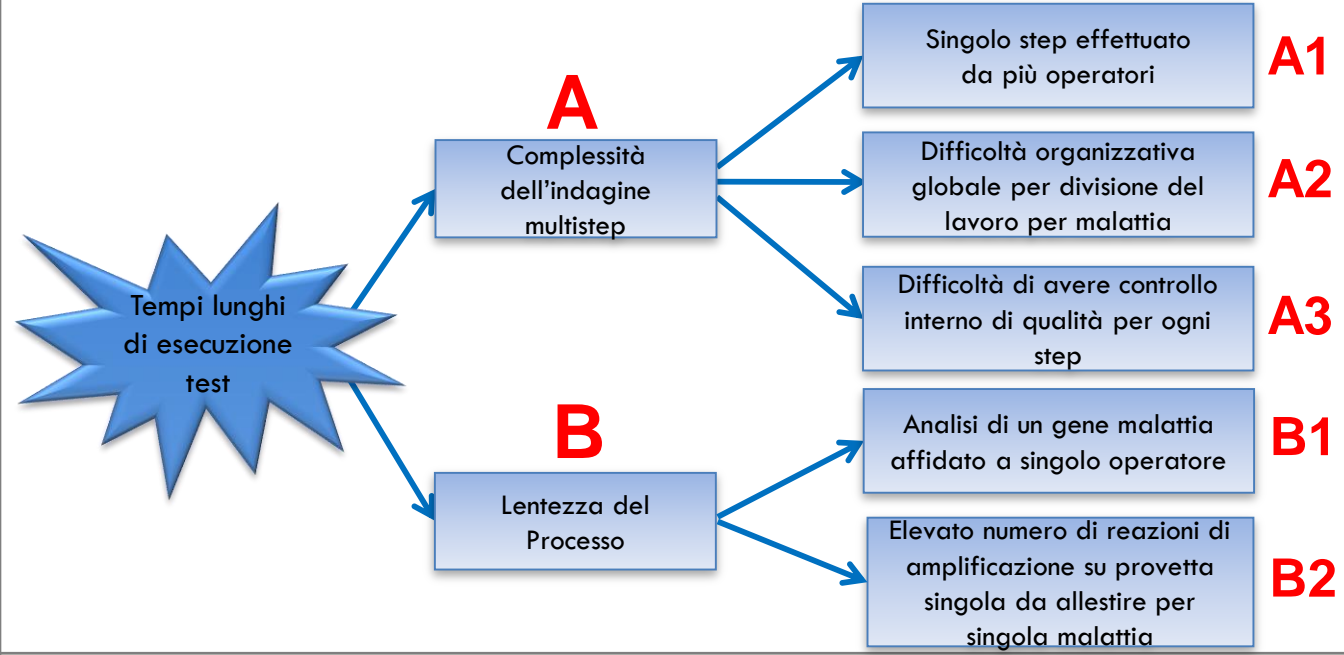 Tempi lunghi
di esecuzione
test
A
Complessità
dell'indagine
multistep
Singolo step effettuato
da più operatori
A1
Difficoltà organizzativa
globale per divisione del
lavoro per malattia
A2
Difficoltà di avere controllo
interno di qualità per ogni
step
A3
B
Lentezza del
Processo
Analisi di un gene malattia
affidato a singolo operatore
B1
Elevato numero di reazioni di
amplificazione su provetta
singola da allestire per
singola malattia
B2